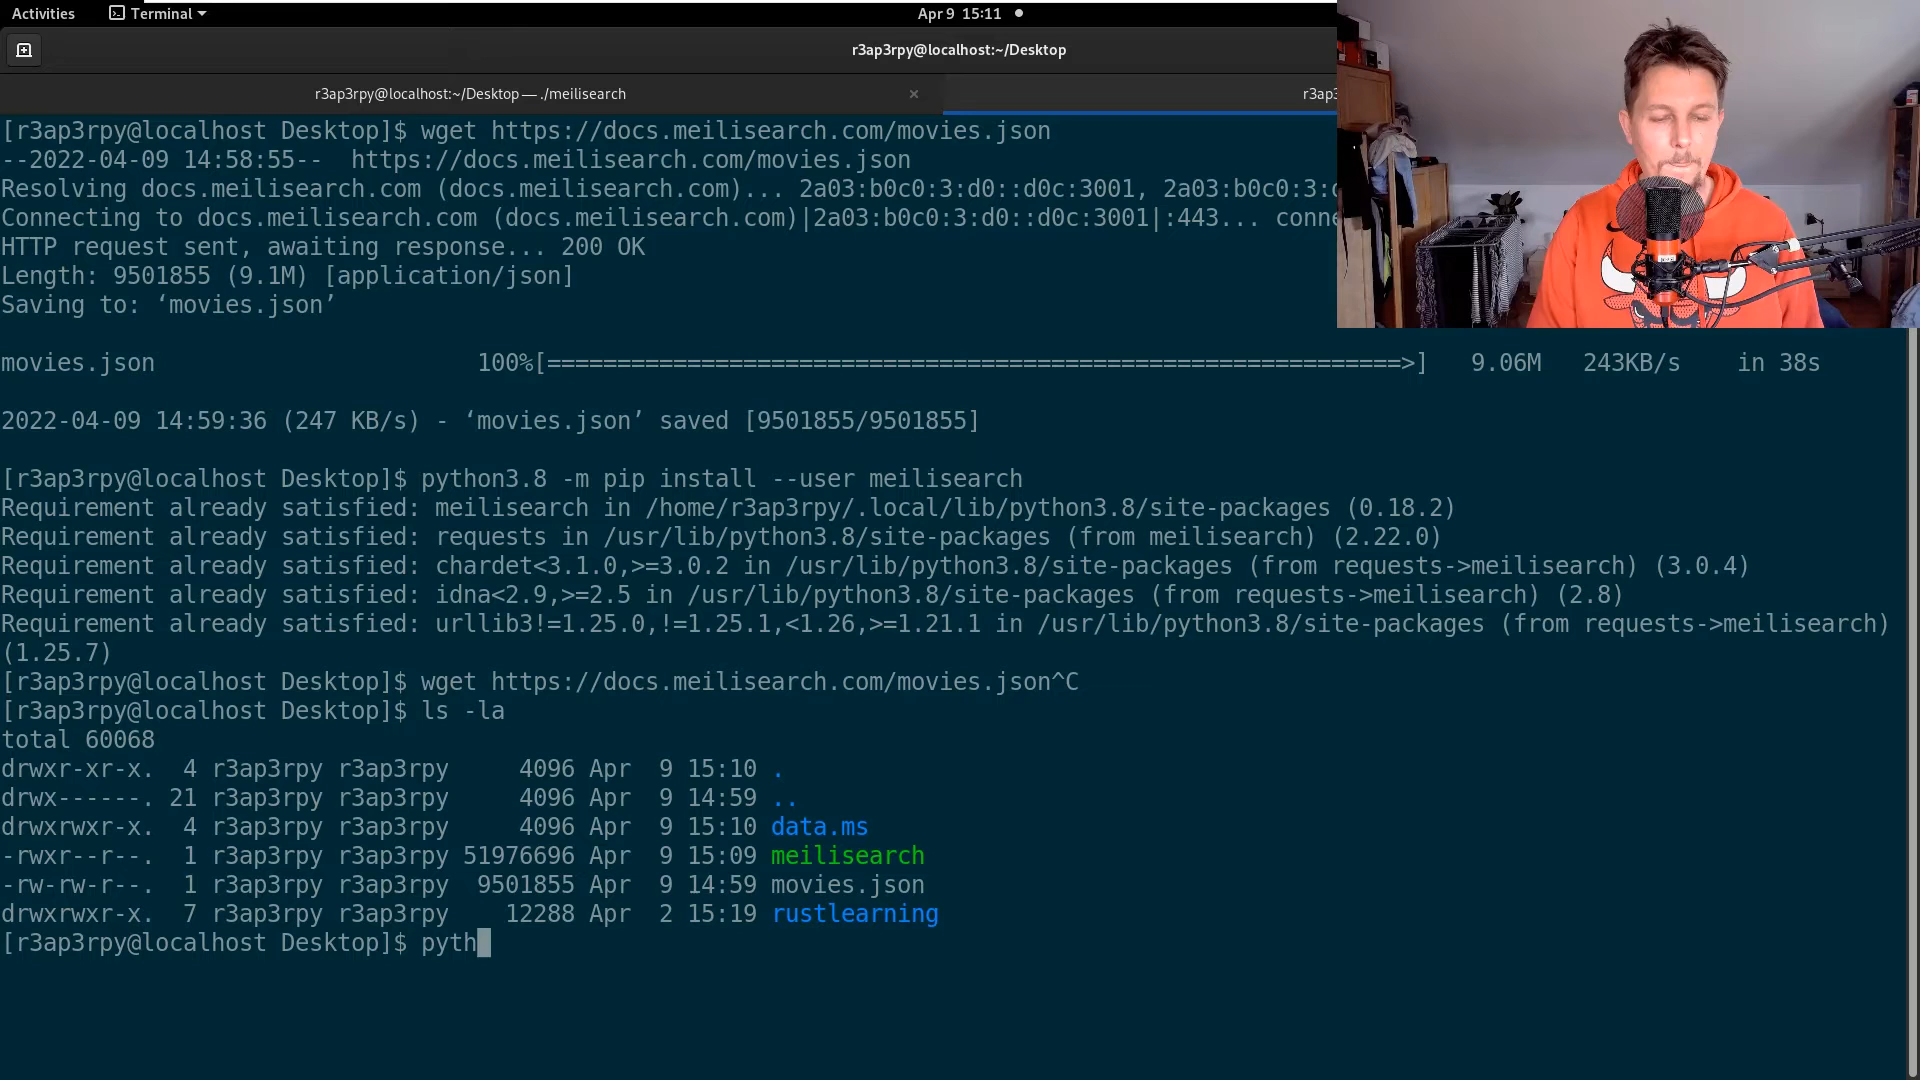 Activities Terminal Apr 9 15:11
r3ap3rpy@localhost:~/Desktop
r3ap3rpy@localhost:~/Desktop — ./meilisearch × r3ap3
[r3ap3rpy@localhost Desktop]$ wget https://docs.meilisearch.com/movies.json
--2022-04-09 14:58:55-- https://docs.meilisearch.com/movies.json
Resolving docs.meilisearch.com (docs.meilisearch.com)... 2a03:b0c0:3:d0::d0c:3001, 2a03:b0c0:3:
Connecting to docs.meilisearch.com (docs.meilisearch.com)|2a03:b0c0:3:d0::d0c:3001|:443... conne
HTTP request sent, awaiting response... 200 OK
Length: 9501855 (9.1M) [application/json]
Saving to: ‘movies.json’
movies.json 100%[=============================================================>] 9.06M 243KB/s in 38s
2022-04-09 14:59:36 (247 KB/s) - ‘movies.json’ saved [9501855/9501855]
[r3ap3rpy@localhost Desktop]$ python3.8 -m pip install --user meilisearch
Requirement already satisfied: meilisearch in /home/r3ap3rpy/.local/lib/python3.8/site-packages (0.18.2)
Requirement already satisfied: requests in /usr/lib/python3.8/site-packages (from meilisearch) (2.22.0)
Requirement already satisfied: chardet<3.1.0,>=3.0.2 in /usr/lib/python3.8/site-packages (from requests->meilisearch) (3.0.4)
Requirement already satisfied: idna<2.9,>=2.5 in /usr/lib/python3.8/site-packages (from requests->meilisearch) (2.8)
Requirement already satisfied: urllib3!=1.25.0,!=1.25.1,<1.26,>=1.21.1 in /usr/lib/python3.8/site-packages (from requests->meilisearch)
(1.25.7)
[r3ap3rpy@localhost Desktop]$ wget https://docs.meilisearch.com/movies.json^C
[r3ap3rpy@localhost Desktop]$ ls -la
total 60068
drwxr-xr-x. 4 r3ap3rpy r3ap3rpy 4096 Apr 9 15:10 .
drwx------. 21 r3ap3rpy r3ap3rpy 4096 Apr 9 14:59 ..
drwxrwxr-x. 4 r3ap3rpy r3ap3rpy 4096 Apr 9 15:10 data.ms
-rwxr--r--. 1 r3ap3rpy r3ap3rpy 51976696 Apr 9 15:09 meilisearch
-rw-rw-r--. 1 r3ap3rpy r3ap3rpy 9501855 Apr 9 14:59 movies.json
drwxrwxr-x. 7 r3ap3rpy r3ap3rpy 12288 Apr 2 15:19 rustlearning
[r3ap3rpy@localhost Desktop]$ pyth